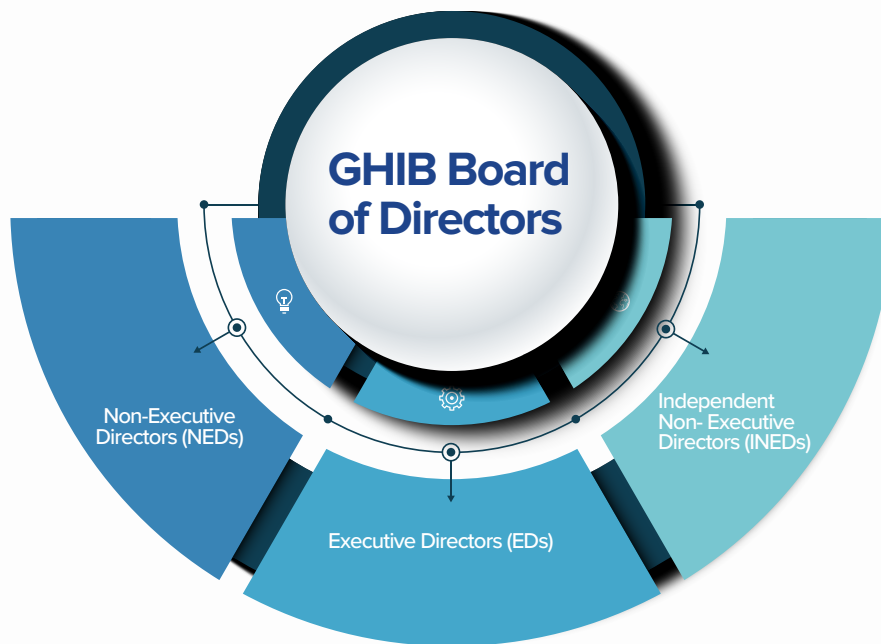 GHIB Board
of Directors
Non-Executive
Directors (NEDs)
Executive Directors (EDs)
Independent
Non- Executive
Directors (INEDs)